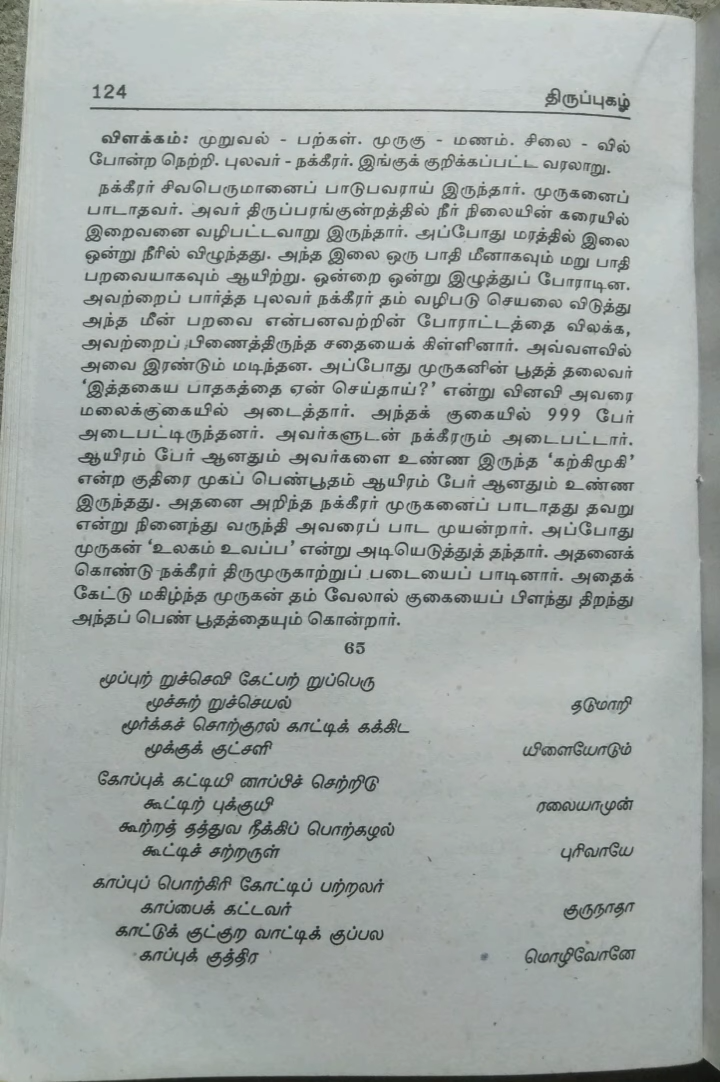 124 திருப்புகழ்
விளக்கம்: முறுவல் - பற்கள். முருகு - மணம். சிலை - வில்
போன்ற நெற்றி. புலவர் - நக்கீரர். இங்குக் குறிக்கப்பட்ட வரலாறு.
நக்கீரர் சிவபெருமானைப் பாடுபவராய் இருந்தார். முருகனைப்
பாடாதவர். அவர் திருப்பரங்குன்றத்தில் நீர் நிலையின் கரையில்
இறைவனை வழிபட்டவாறு இருந்தார். அப்போது மரத்தில் இலை
ஒன்று நீரில் விழுந்தது. அந்த இலை ஒரு பாதி மீனாகவும் மறு பாதி
பறவையாகவும் ஆயிற்று. ஒன்றை ஒன்று இழுத்துப் போராடின.
அவற்றைப் பார்த்த புலவர் நக்கீரர் தம் வழிபடு செயலை விடுத்து
அந்த மீன் பறவை என்பனவற்றின் போராட்டத்தை விலக்க,
அவற்றைப் பிணைத்திருந்த சதையைக் கிள்ளினார். அவ்வளவில்
அவை இரண்டும் மடிந்தன. அப்போது முருகனின் பூதத் தலைவர்
‘இத்தகைய பாதகத்தை ஏன் செய்தாய்?’ என்று வினவி அவரை
மலைக்குகையில் அடைத்தார். அந்தக் குகையில் 999 பேர்
அடைபட்டிருந்தனர். அவர்களுடன் நக்கீரரும் அடைபட்டார்.
ஆயிரம் பேர் ஆனதும் அவர்களை உண்ண இருந்த ‘கற்கிமுகி’
என்ற குதிரை முகப் பெண்பூதம் ஆயிரம் பேர் ஆனதும் உண்ண
இருந்தது. அதனை அறிந்த நக்கீரர் முருகனைப் பாடாதது தவறு
என்று நினைந்து வருந்தி அவரைப் பாட முயன்றார். அப்போது
முருகன் ‘உலகம் உவப்ப’ என்று அடியெடுத்துத் தந்தார். அதனைக்
கொண்டு நக்கீரர் திருமுருகாற்றுப் படையைப் பாடினார். அதைக்
கேட்டு மகிழ்ந்த முருகன் தம் வேலால் குகையைப் பிளந்து திறந்து
அந்தப் பெண் பூதத்தையும் கொன்றார்.
65
மூப்புற் றுச்செவி கேட்பற் றுப்பெரு
மூச்சுற் றுச்செயல் தடுமாறி
மூர்க்கச் சொற்குரல் காட்டிக் கக்கிட
மூக்குக் குட்சளி யிளையோடும்
கோப்புக் கட்டியி னாப்பிச் செற்றிடு
கூட்டிற் புக்குயி ரலையாமுன்
கூற்றத் தத்துவ நீக்கிப் பொற்கழல்
கூட்டிச் சற்றருள் புரிவாயே
காப்புப் பொற்கிரி கோட்டிப் பற்றலர்
காப்பைக் கட்டவர் குருநாதா
காட்டுக் குட்குற வாட்டிக் குப்பல
காப்புக் குத்திர மொழிவோனே